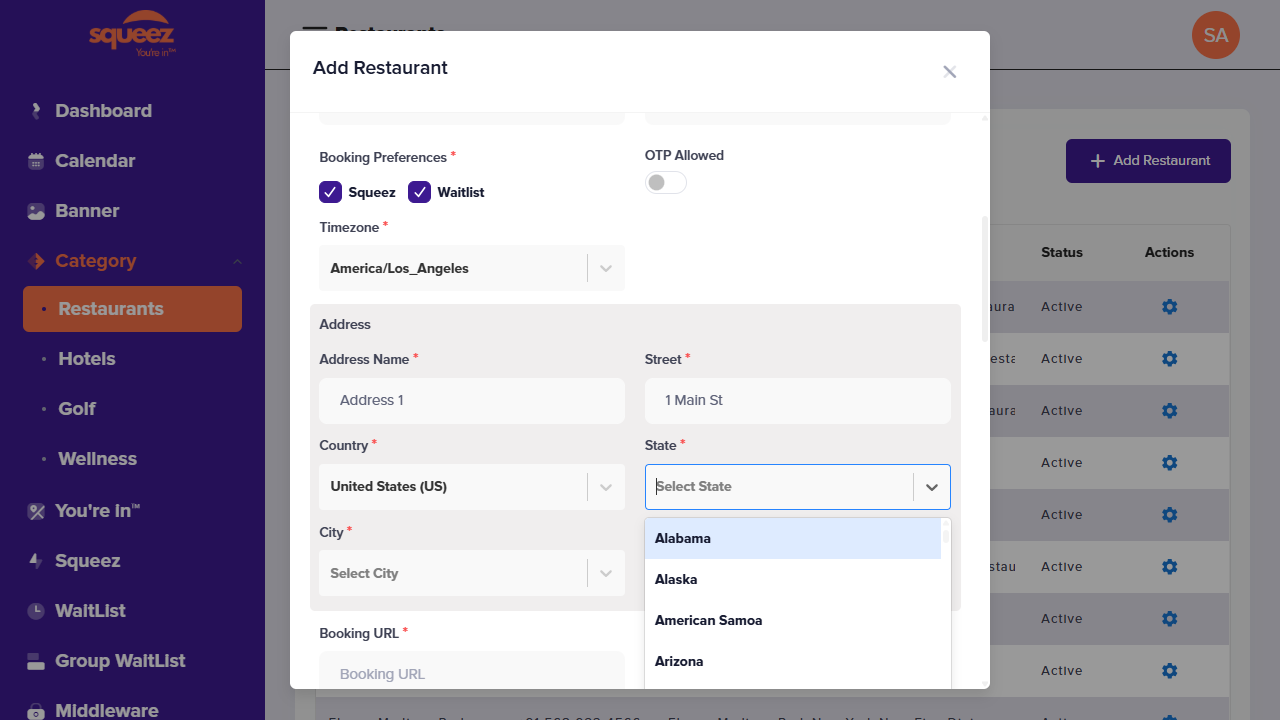 squeez
You're in™
Dashboard
Calendar
Banner
Category
Restaurants
Hotels
Golf
Wellness
You're In™
Squeez
WaitList
Group WaitList
Middleware
SA
Add Restaurant
Add Restaurant
Booking Preferences *
OTP Allowed
Squeez
Waitlist
Timezone *
America/Los_Angeles
Address
Address Name *
Street *
Address 1
1 Main St
Country *
State *
United States (US)
Select State
City *
Select City
Alabama
Alaska
American Samoa
Arizona
Booking URL *
Booking URL
Status
Actions
Active
Active
Active
Active
Active
Active
Active
Active